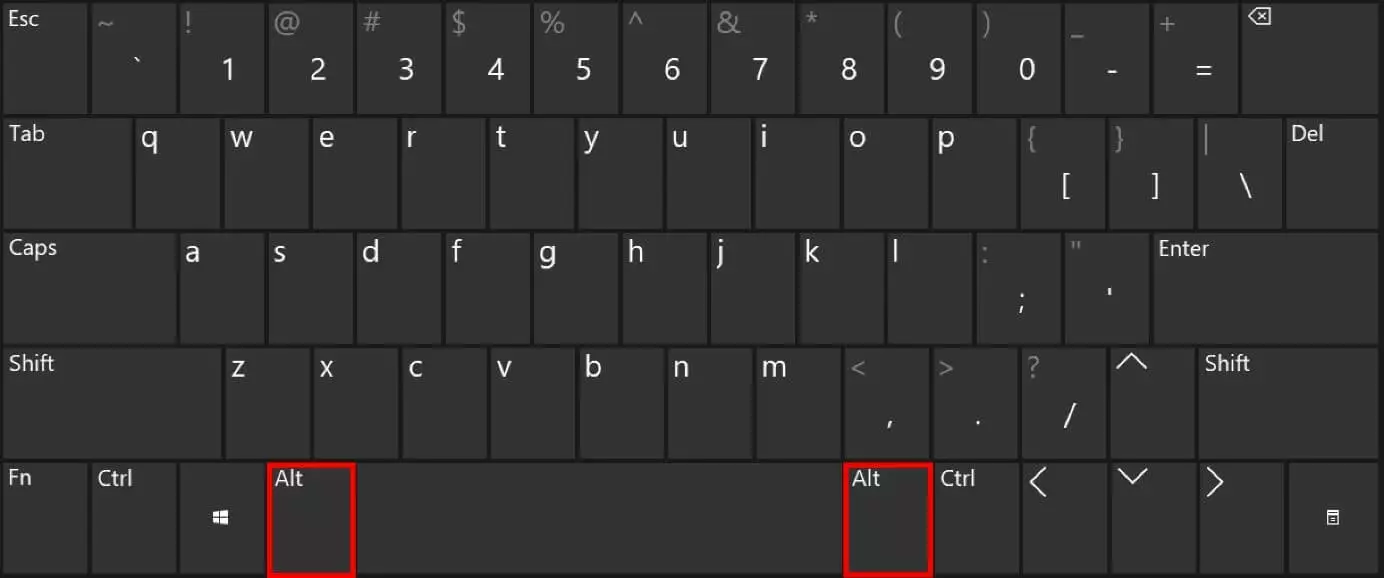 Esc ~ ` ! 1 @ 2 # 3 $ 4 % 5 ^ 6 & 7 * 8 ( 9 ) 0 _ - + =
Tab q w e r t y u i o p { [ } ] | \ Del
Caps a s d f g h j k l : ; " ' Enter
Shift z x c v b n m < , > . ? / Shift
Fn Ctrl Alt Alt Ctrl